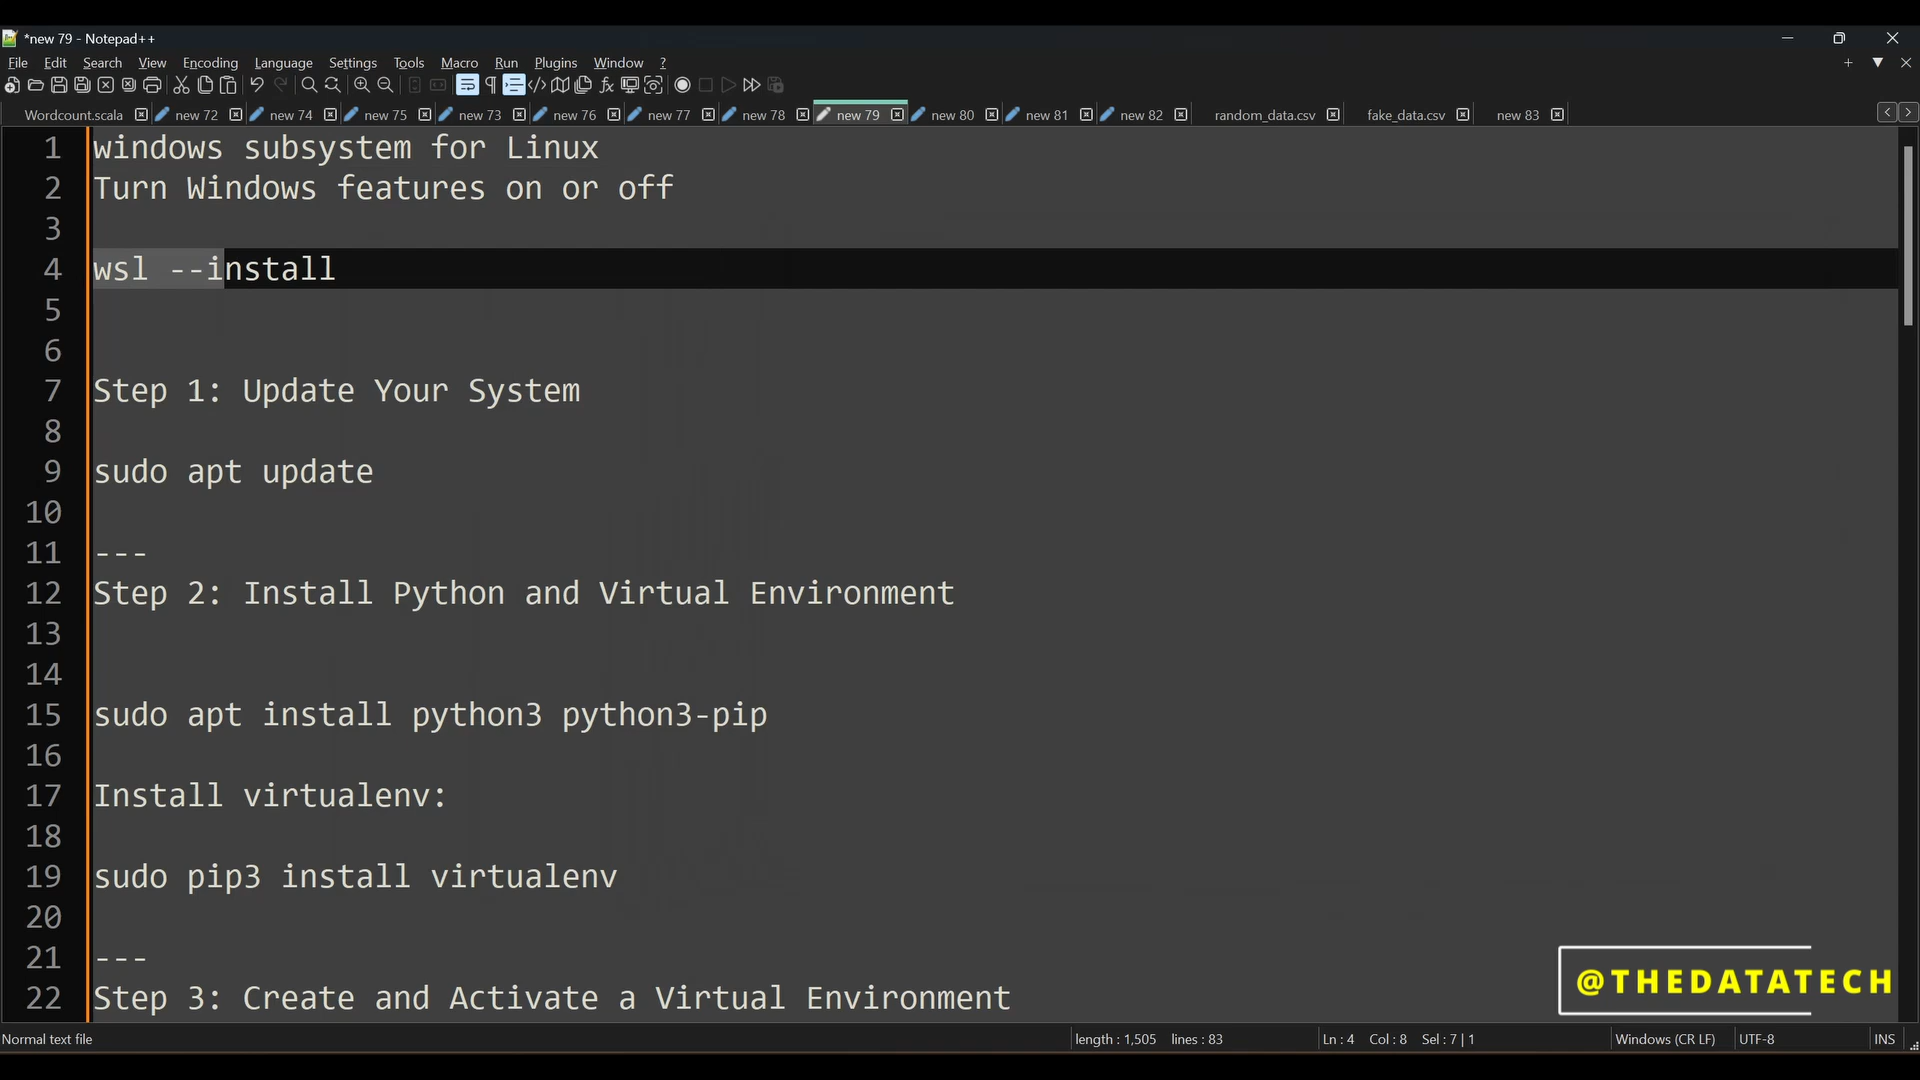 *new 79 - Notepad++
File Edit Search View Encoding Language Settings Tools Macro Run Plugins Window ?
Wordcount.scala new 72 new 74 new 75 new 73 new 76 new 77 new 78 new 79 new 80 new 81 new 82 random_data.csv fake_data.csv new 83
1 windows subsystem for Linux
2 Turn Windows features on or off
3
4 wsl --install
5
6
7 Step 1: Update Your System
8
9 sudo apt update
10
11 ---
12 Step 2: Install Python and Virtual Environment
13
14
15 sudo apt install python3 python3-pip
16
17 Install virtualenv:
18
19 sudo pip3 install virtualenv
20
21 ---
22 Step 3: Create and Activate a Virtual Environment
@THEDATATECH
Normal text file length : 1,505 lines : 83 Ln : 4 Col : 8 Sel : 7 | 1 Windows (CR LF) UTF-8 INS